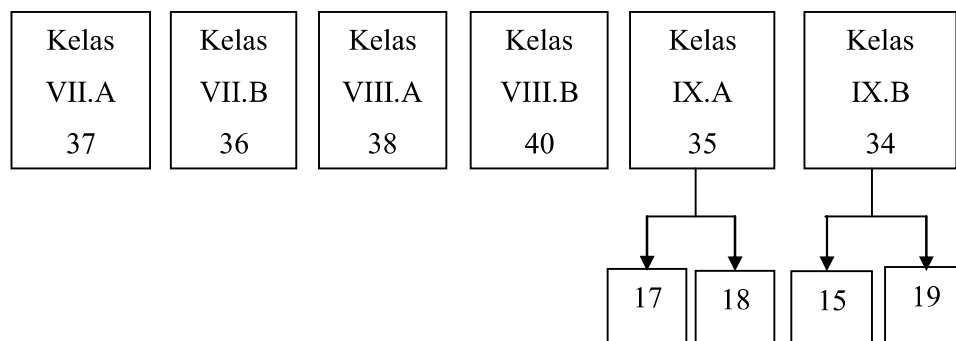 Kelas
VII.A
37
Kelas
VII.B
36
Kelas
VIII.A
38
Kelas
VIII.B
40
Kelas
IX.A
35
Kelas
IX.B
34
17
18
15
19